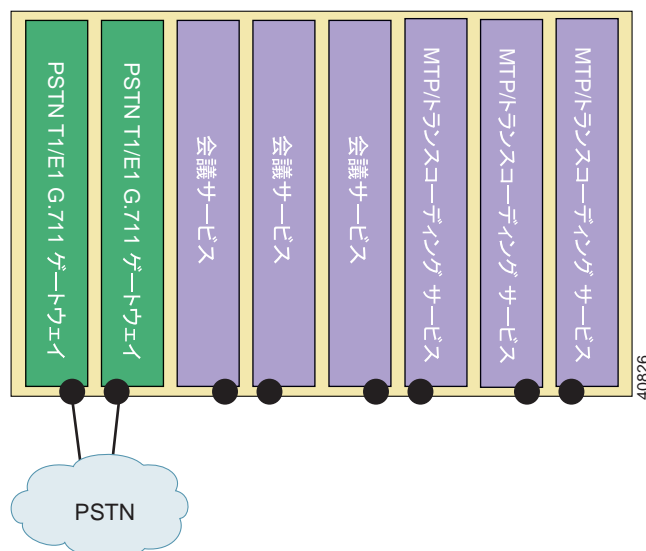 PSTN T1/E1 G.711 ゲートウェイ
PSTN T1/E1 G.711 ゲートウェイ
会議サービス
会議サービス
会議サービス
MTP/トランスコーディング サービス
MTP/トランスコーディング サービス
MTP/トランスコーディング サービス
40826
PSTN